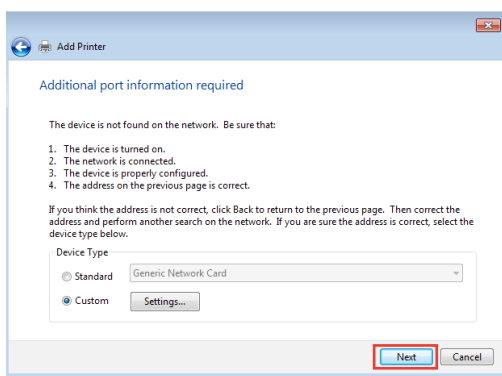 Add Printer
Additional port information required
The device is not found on the network. Be sure that:
1. The device is turned on.
2. The network is connected.
3. The device is properly configured.
4. The address on the previous page is correct.
If you think the address is not correct, click Back to return to the previous page. Then correct the
address and perform another search on the network. If you are sure the address is correct, select the
device type below.
Device Type
Standard Generic Network Card
Custom Settings...
Next Cancel